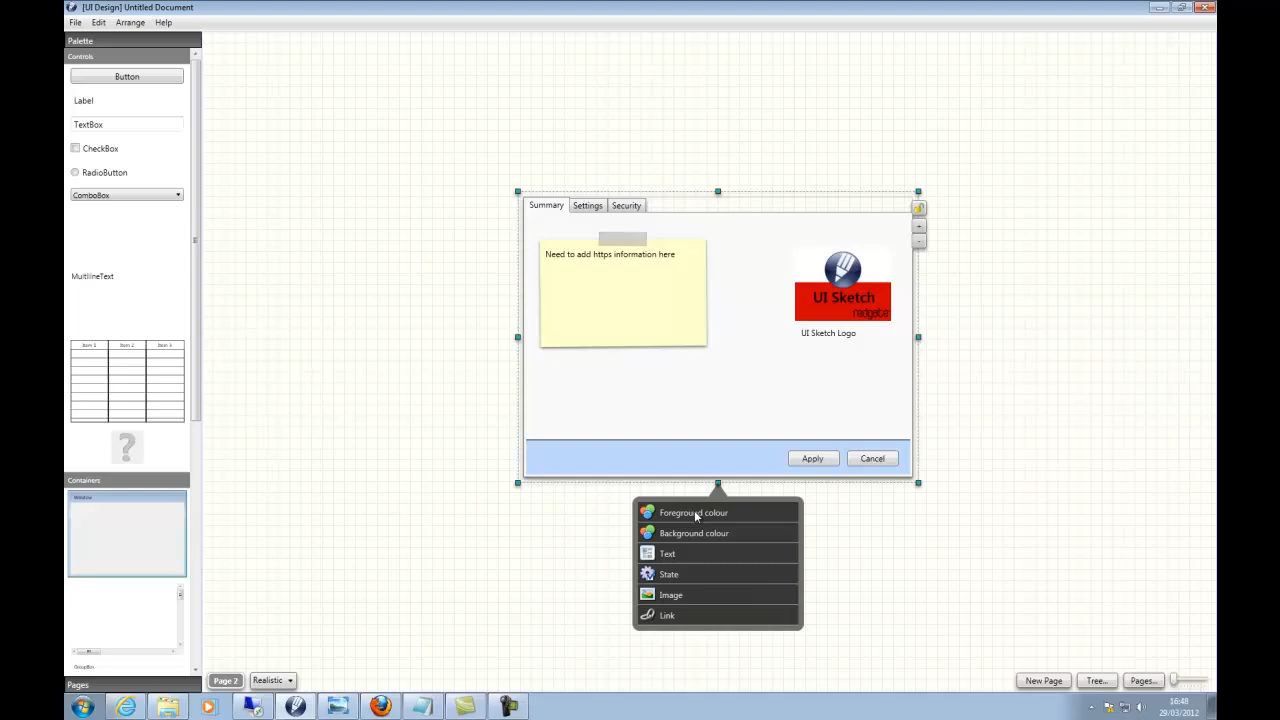 [UI Design] Untitled Document
File Edit Arrange Help
Palette
Controls
Button
Label
TextBox
CheckBox
RadioButton
ComboBox
MultilineText
Item 1 Item 2 Item 3
?
Containers
Window
GroupBox
Pages
Summary Settings Security
Need to add https information here
UI Sketch
redgate
UI Sketch Logo
+
-
Apply Cancel
Foreground colour
Background colour
Text
State
Image
Link
Page 2 Realistic New Page Tree... Pages...
16:48
29/03/2012